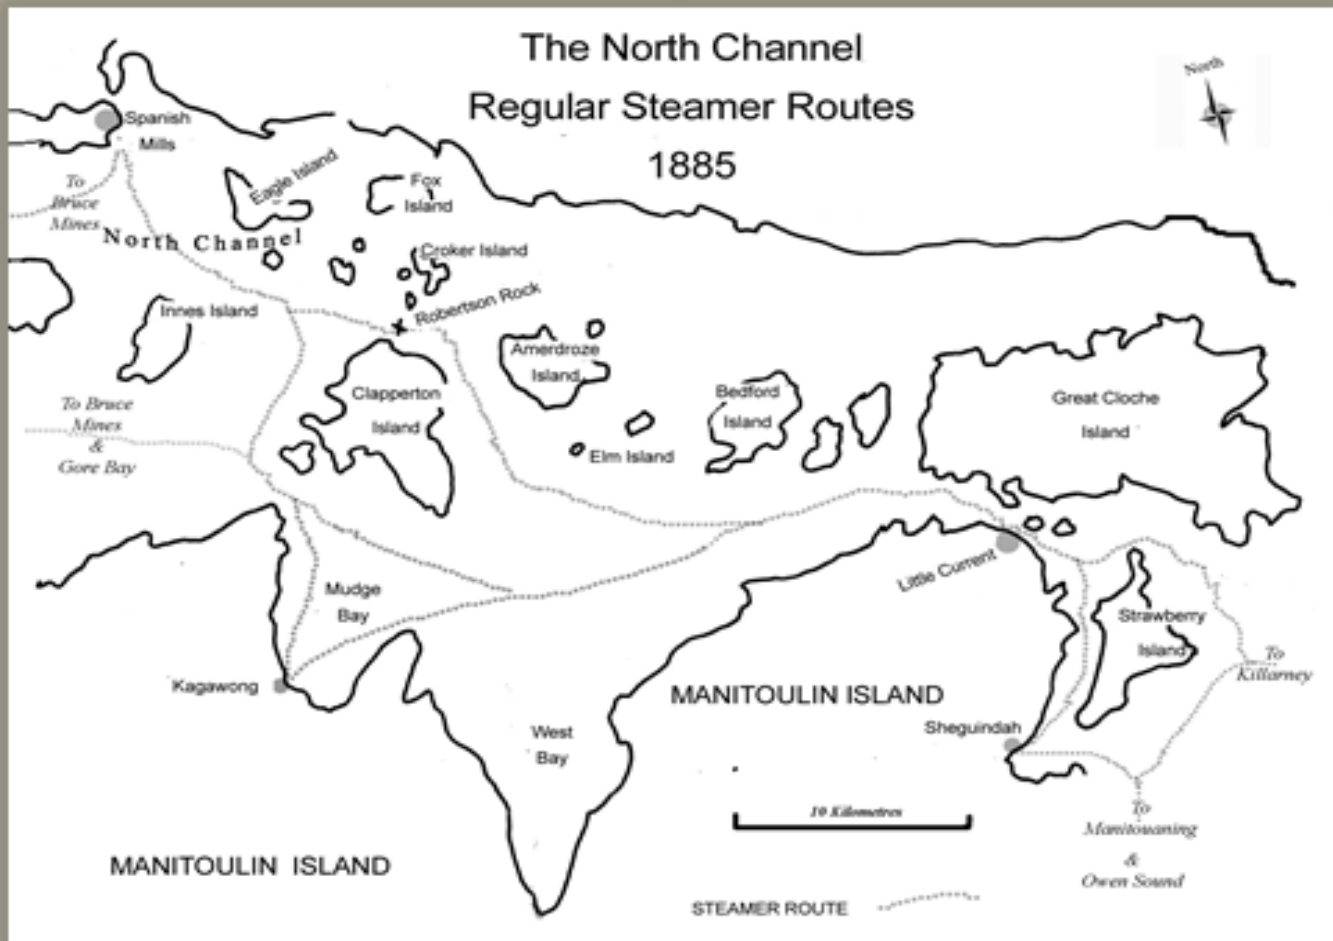 The North Channel
Regular Steamer Routes
1885
North
Spanish
Mills
To
Bruce
Mines
Eagle Island
Fox
Island
North Channel
Croker Island
Robertson Rock
Innes Island
Amerdroze
Island
Clapperton
Island
Bedford
Island
Great Cloche
Island
To Bruce
Mines
&
Gore Bay
Elm Island
Little Current
Mudge
Bay
Strawberry
Island
To
Killarney
Kagawong
MANITOULIN ISLAND
Sheguindah
West
Bay
10 Kilometres
To
Manitouaning
&
Owen Sound
MANITOULIN ISLAND
STEAMER ROUTE